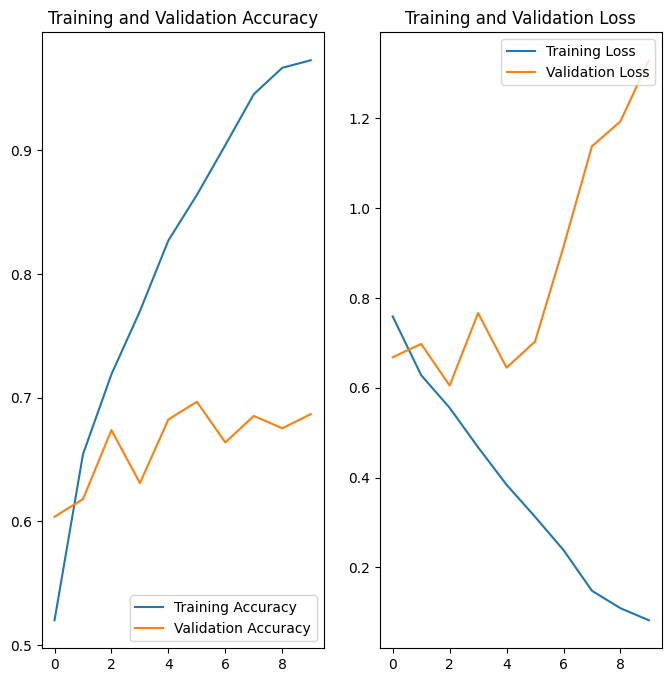 Training and Validation Accuracy
0.9
0.8
0.7
0.6
0.5
Training Accuracy
Validation Accuracy
0 2 4 6 8
Training and Validation Loss
Training Loss
Validation Loss
1.2
1.0
0.8
0.6
0.4
0.2
0 2 4 6 8